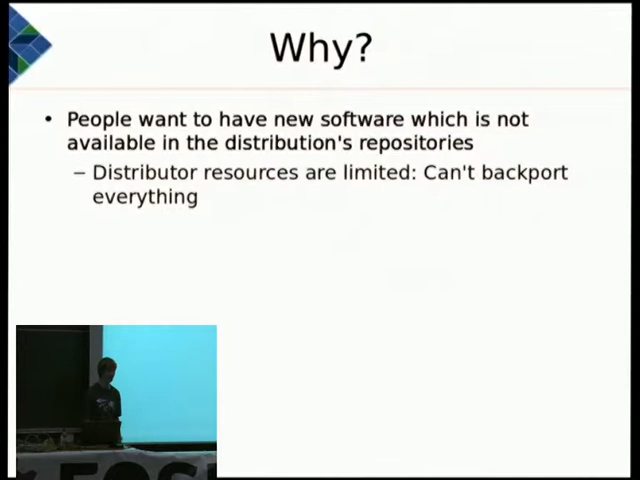 Why?
• People want to have new software which is not
available in the distribution's repositories
– Distributor resources are limited: Can't backport
everything